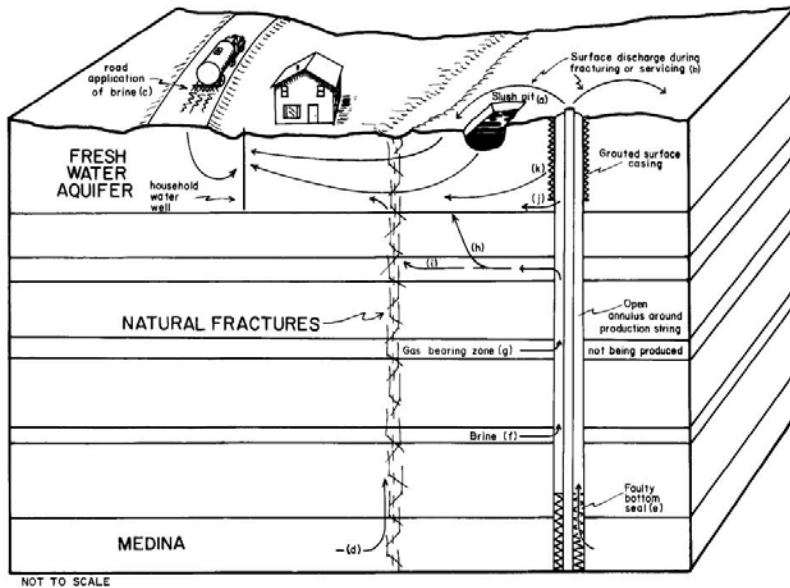 road
application
of brine (c)
Surface discharge during
fracturing or servicing (b)
Slush pit (a)
FRESH
WATER
AQUIFER
household
water
well
(k)
Grouted surface
casing
(j)
(h)
(i)
NATURAL FRACTURES
Open
annulus around
production string
Gas bearing zone (g)
not being produced
Brine (f)
Faulty
bottom
seal (e)
MEDINA
(d)
NOT TO SCALE